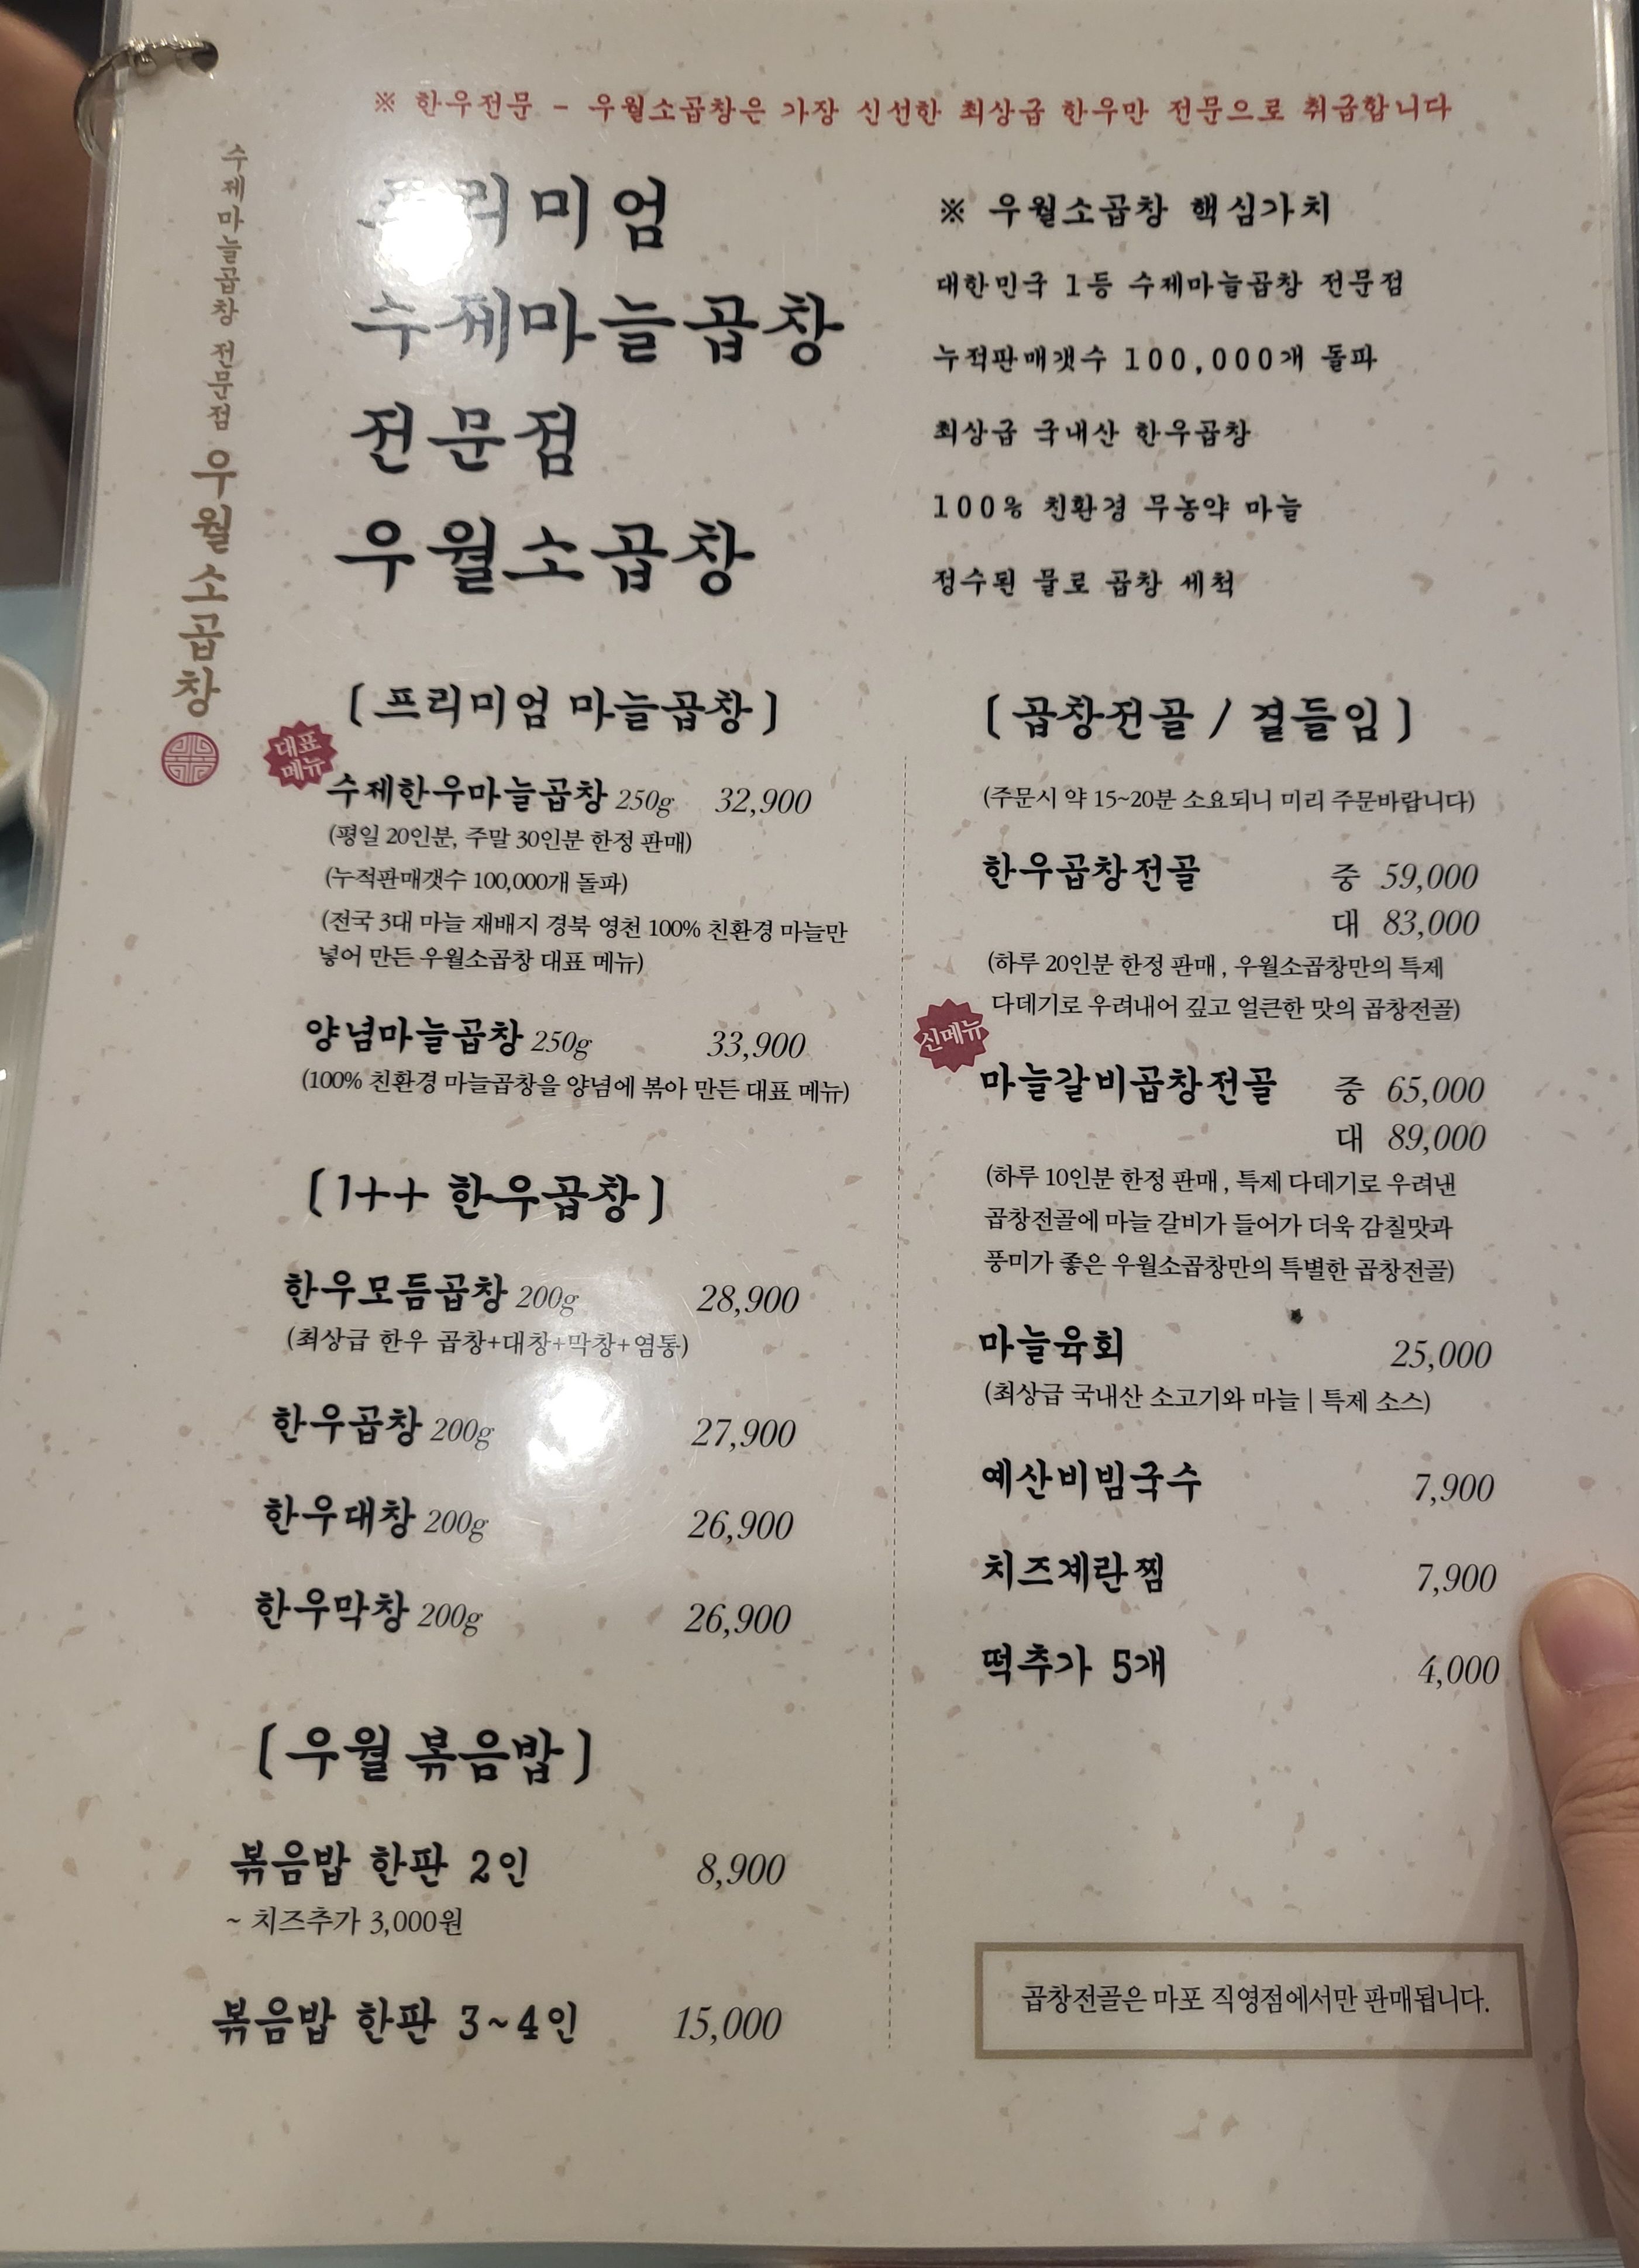 ※ 한우전문 - 우월소곱창은 가장 신선한 최상급 한우만 전문으로 취급합니다
수제마늘곱창 전문점 우월소곱창
프리미엄
수제마늘곱창
전문점
우월소곱창
※ 우월소곱창 핵심가치
대한민국 1등 수제마늘곱창 전문점
누적판매갯수 100,000개 돌파
최상급 국내산 한우곱창
100% 친환경 무농약 마늘
정수된 물로 곱창 세척
[프리미엄 마늘곱창]
대표
메뉴
수제한우마늘곱창 250g 32,900
(평일 20인분, 주말 30인분 한정 판매)
(누적판매갯수 100,000개 돌파)
(전국 3대 마늘 재배지 경북 영천 100% 친환경 마늘만
넣어 만든 우월소곱창 대표 메뉴)
양념마늘곱창 250g 33,900
(100% 친환경 마늘곱창을 양념에 볶아 만든 대표 메뉴)
[1++ 한우곱창]
한우모듬곱창 200g 28,900
(최상급 한우 곱창+대창+막창+염통)
한우곱창 200g 27,900
한우대창 200g 26,900
한우막창 200g 26,900
[우월 볶음밥]
볶음밥 한판 2인 8,900
~ 치즈추가 3,000원
볶음밥 한판 3~4인 15,000
[곱창전골 / 곁들임]
(주문시 약 15~20분 소요되니 미리 주문바랍니다)
한우곱창전골 중 59,000
대 83,000
(하루 20인분 한정 판매, 우월소곱창만의 특제
다데기로 우려내어 깊고 얼큰한 맛의 곱창전골)
신메뉴
마늘갈비곱창전골 중 65,000
대 89,000
(하루 10인분 한정 판매, 특제 다데기로 우려낸
곱창전골에 마늘 갈비가 들어가 더욱 감칠맛과
풍미가 좋은 우월소곱창만의 특별한 곱창전골)
마늘육회 25,000
(최상급 국내산 소고기와 마늘 | 특제 소스)
예산비빔국수 7,900
치즈계란찜 7,900
떡추가 5개 4,000
곱창전골은 마포 직영점에서만 판매됩니다.